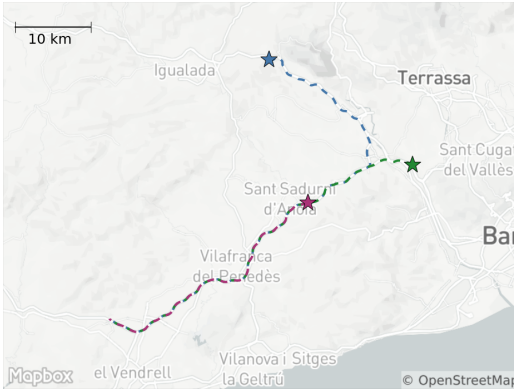 10 km
Igualada
Terrassa
Sant Cugat
del Vallès
Sant Sadurní
d'Anoia
Bar
Vilafranca
del Penedès
Vilanova i
la Geltrú
Sitges
el Vendrell
Mapbox
© OpenStreetMap